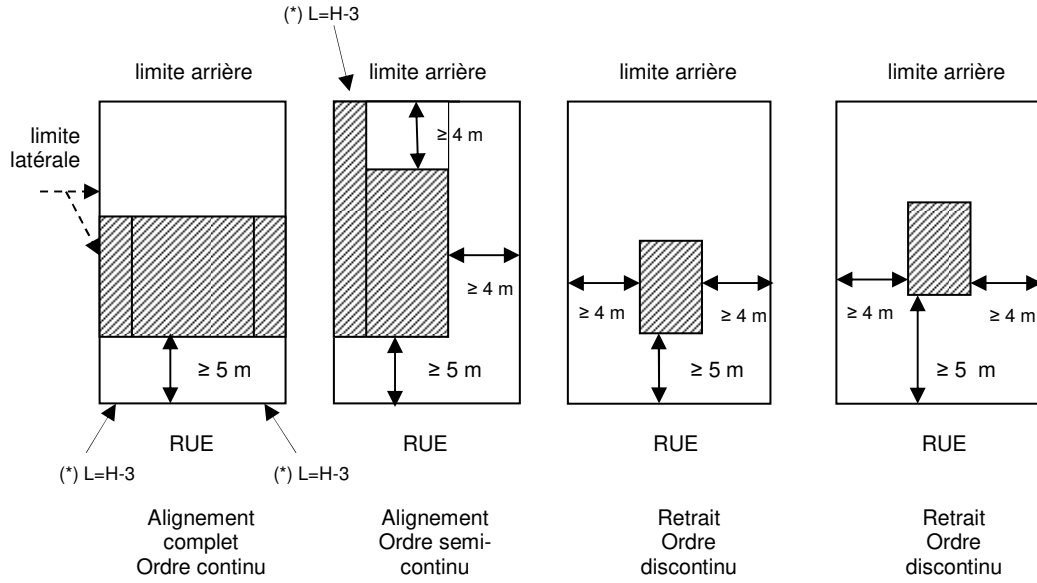 (*) L=H-3
limite arrière
limite arrière
limite arrière
limite arrière
limite
latérale
≥ 4 m
≥ 4 m
≥ 4 m
≥ 4 m
≥ 4 m
≥ 4 m
≥ 5 m
≥ 5 m
≥ 5 m
≥ 5 m
RUE
RUE
RUE
RUE
(*) L=H-3
(*) L=H-3
Alignement
complet
Ordre continu
Alignement
Ordre semi-
continu
Retrait
Ordre
discontinu
Retrait
Ordre
discontinu